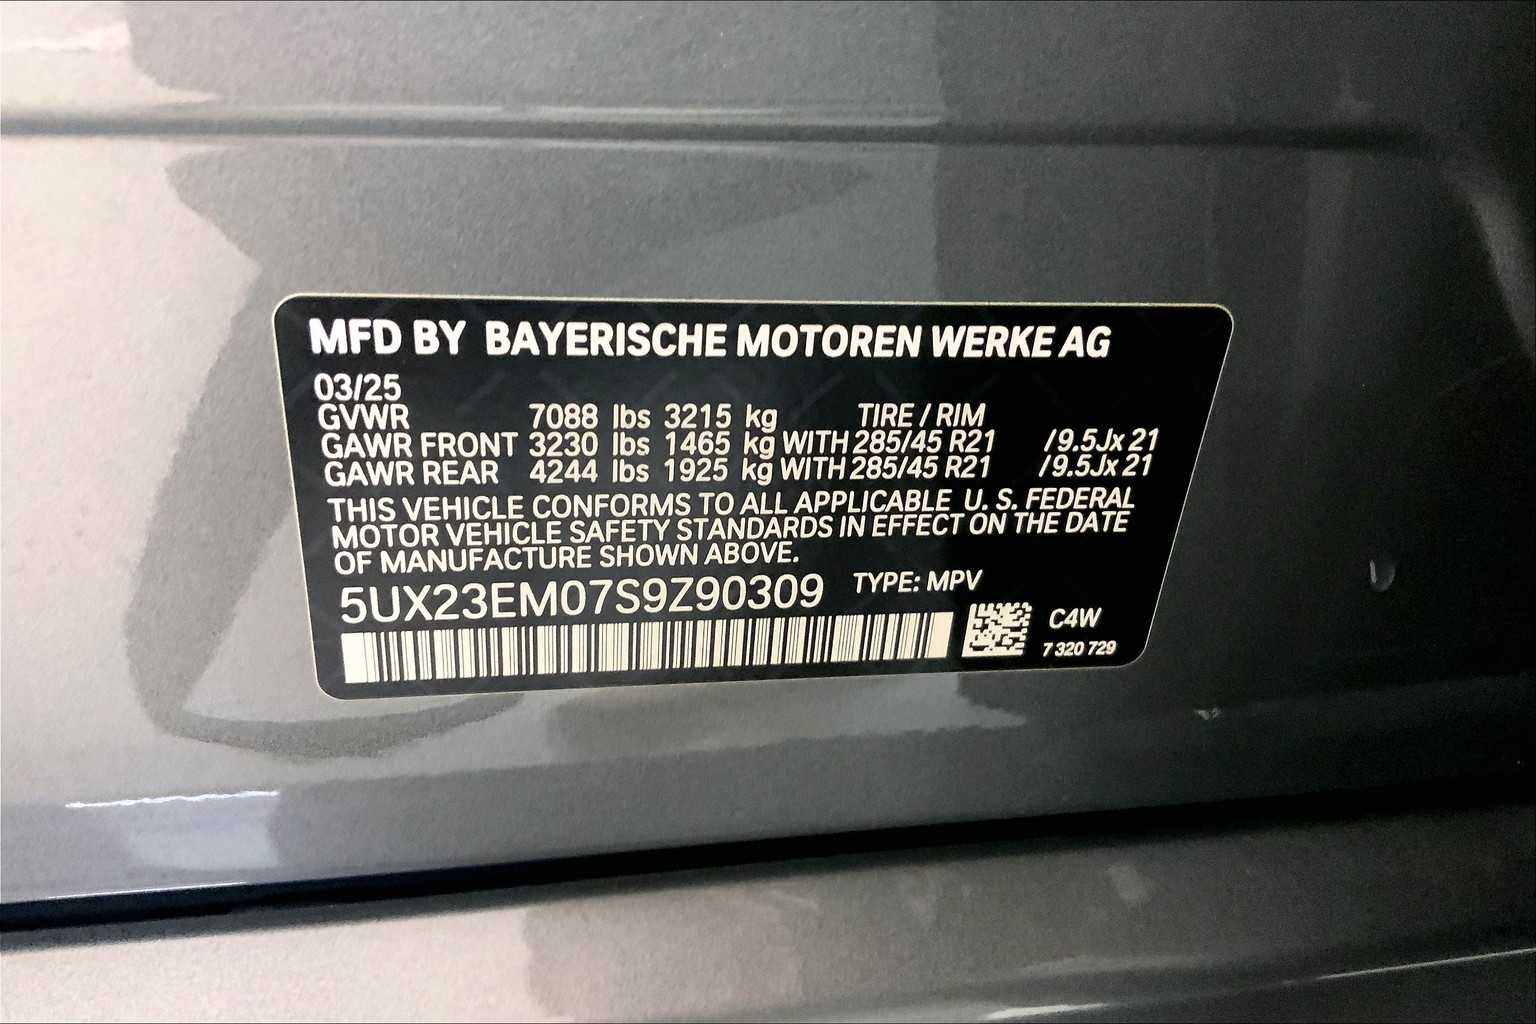 MFD BY BAYERISCHE MOTOREN WERKE AG
03/25
GVWR 7088 lbs 3215 kg TIRE / RIM
GAWR FRONT 3230 lbs 1465 kg WITH 285/45 R21 /9.5Jx 21
GAWR REAR 4244 lbs 1925 kg WITH 285/45 R21 /9.5Jx 21
THIS VEHICLE CONFORMS TO ALL APPLICABLE U. S. FEDERAL
MOTOR VEHICLE SAFETY STANDARDS IN EFFECT ON THE DATE
OF MANUFACTURE SHOWN ABOVE.
5UX23EM07S9Z90309 TYPE: MPV
C4W
7 320 729